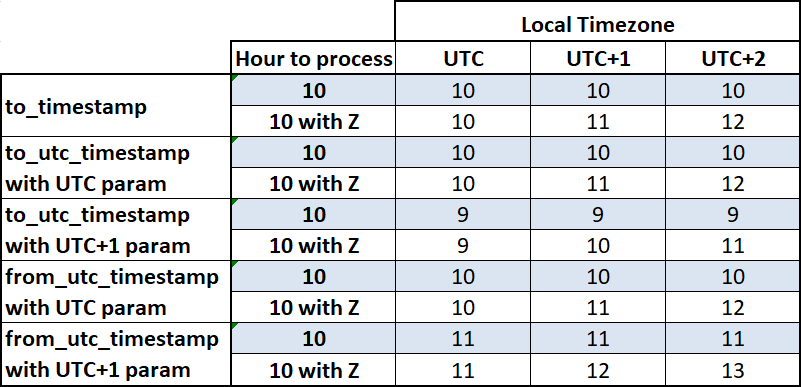 Local Timezone
Hour to process UTC UTC+1 UTC+2
to_timestamp
10 10 10 10
10 with Z 10 11 12
to_utc_timestamp
with UTC param
10 10 10 10
10 with Z 10 11 12
to_utc_timestamp
with UTC+1 param
10 9 9 9
10 with Z 9 10 11
from_utc_timestamp
with UTC param
10 10 10 10
10 with Z 10 11 12
from_utc_timestamp
with UTC+1 param
10 11 11 11
10 with Z 11 12 13